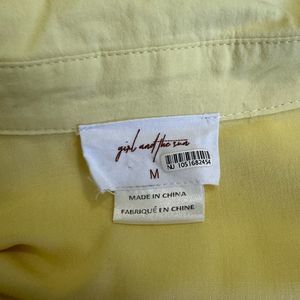 girl and the sun
M
NJ 1051682454
MADE IN CHINA
FABRIQUÉ EN CHINE